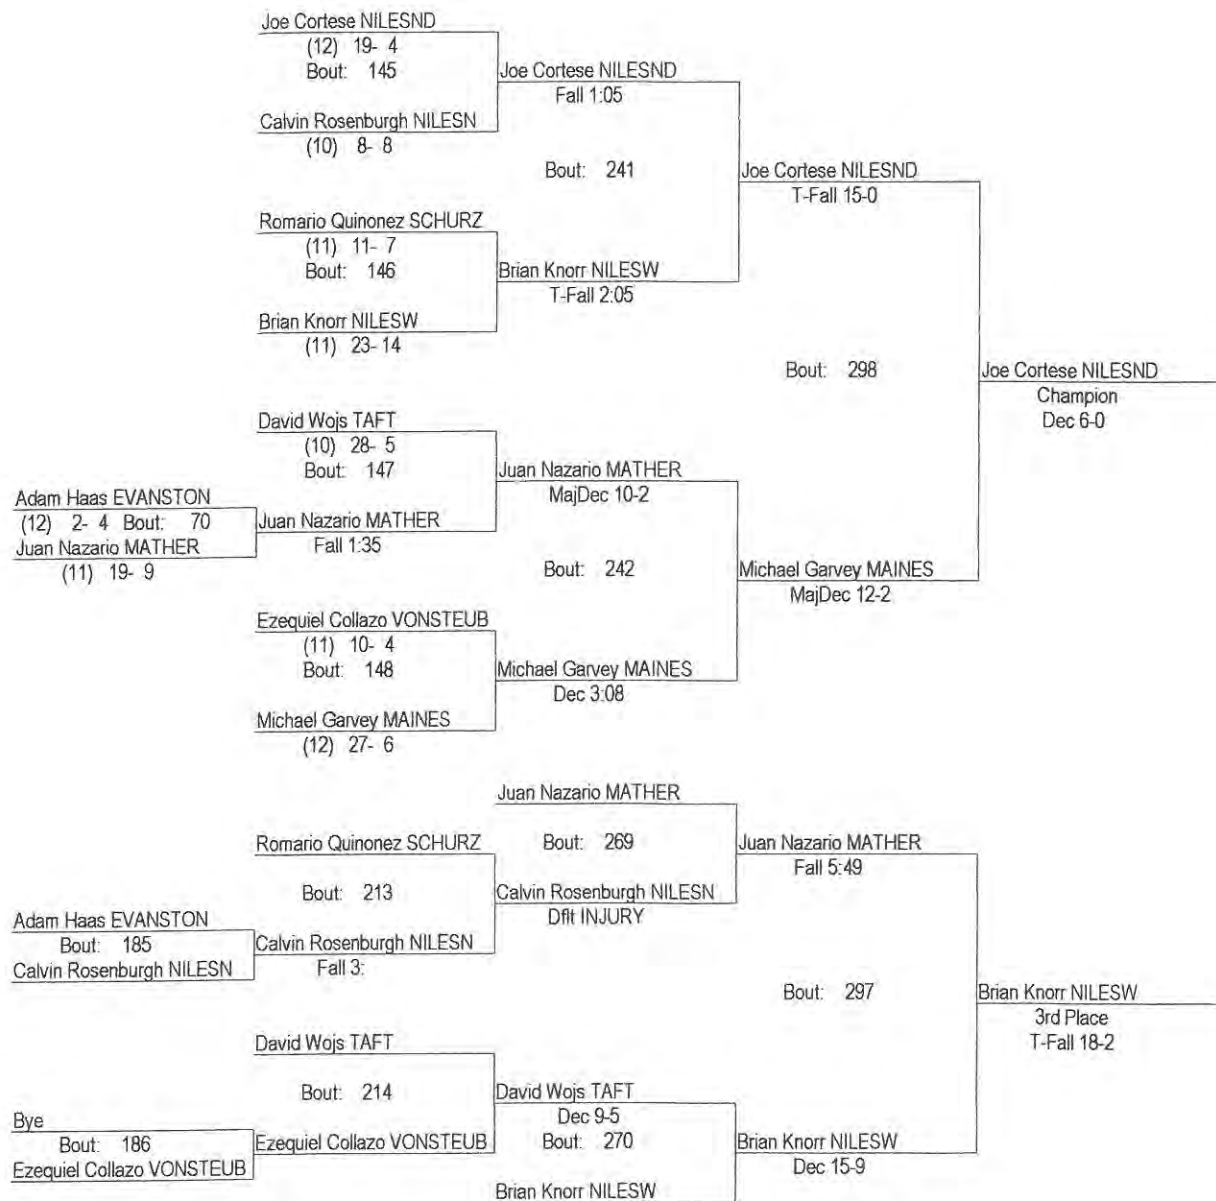 Joe Cortese NILESND
(12) 19- 4
Bout: 145
Joe Cortese NILESND
Fall 1:05
Calvin Rosenburgh NILESN
(10) 8- 8
Bout: 241
Joe Cortese NILESND
T-Fall 15-0
Romario Quinonez SCHURZ
(11) 11- 7
Bout: 146
Brian Knorr NILESW
T-Fall 2:05
Brian Knorr NILESW
(11) 23- 14
Bout: 298
Joe Cortese NILESND
Champion
Dec 6-0
David Wojs TAFT
(10) 28- 5
Bout: 147
Juan Nazario MATHER
MajDec 10-2
Adam Haas EVANSTON
(12) 2- 4 Bout: 70
Juan Nazario MATHER
(11) 19- 9
Juan Nazario MATHER
Fall 1:35
Bout: 242
Michael Garvey MAINES
MajDec 12-2
Ezequiel Collazo VONSTEUB
(11) 10- 4
Bout: 148
Michael Garvey MAINES
Dec 3:08
Michael Garvey MAINES
(12) 27- 6
Juan Nazario MATHER
Romario Quinonez SCHURZ
Bout: 269
Juan Nazario MATHER
Fall 5:49
Bout: 213
Calvin Rosenburgh NILESN
Dflt INJURY
Adam Haas EVANSTON
Bout: 185
Calvin Rosenburgh NILESN
Calvin Rosenburgh NILESN
Fall 3:
Bout: 297
Brian Knorr NILESW
3rd Place
T-Fall 18-2
David Wojs TAFT
Bout: 214
David Wojs TAFT
Dec 9-5
Bye
Bout: 186
Ezequiel Collazo VONSTEUB
Ezequiel Collazo VONSTEUB
Bout: 270
Brian Knorr NILESW
Dec 15-9
Brian Knorr NILESW